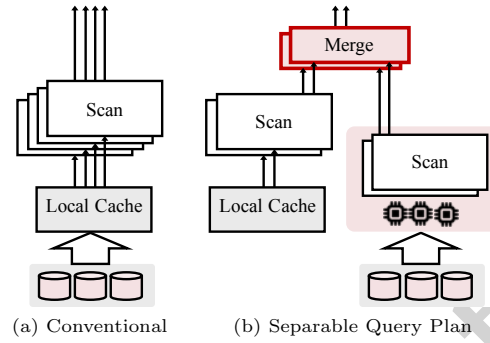 Merge
Scan
Scan
Scan
Local Cache
Local Cache
(a) Conventional
(b) Separable Query Plan